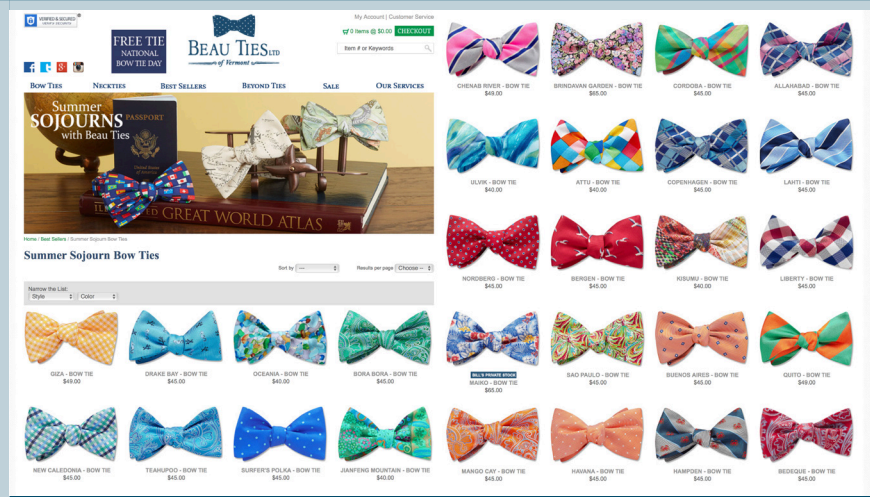 VERIFIED & SECURED
My Account | Customer Service
0 Items @ $0.00 CHECKOUT
Item # or Keywords
FREE TIE
NATIONAL
BOW TIE DAY
BEAU TIES LTD
of Vermont
BOW TIES NECKTIES BEST SELLERS BEYOND TIES SALE OUR SERVICES
Summer
SOJOURNS
with Beau Ties
PASSPORT
United States
of America
GREAT WORLD ATLAS
Home / Best Sellers / Summer Sojourn Bow Ties
Summer Sojourn Bow Ties
Sort by ---
Results per page Choose --
Narrow the List:
Style Color
GIZA - BOW TIE
$49.00
DRAKE BAY - BOW TIE
$45.00
OCEANIA - BOW TIE
$40.00
BORA BORA - BOW TIE
$45.00
NEW CALEDONIA - BOW TIE
$45.00
TEAHUPOO - BOW TIE
$45.00
SURFER'S POLKA - BOW TIE
$45.00
JIANFENG MOUNTAIN - BOW TIE
$40.00
CHENAB RIVER - BOW TIE
$49.00
BRINDAVAN GARDEN - BOW TIE
$65.00
CORDOBA - BOW TIE
$45.00
ALLAHABAD - BOW TIE
$45.00
ULVIK - BOW TIE
$40.00
ATTU - BOW TIE
$40.00
COPENHAGEN - BOW TIE
$45.00
LAHTI - BOW TIE
$45.00
NORDBERG - BOW TIE
$45.00
BERGEN - BOW TIE
$45.00
KISUMU - BOW TIE
$40.00
LIBERTY - BOW TIE
$45.00
BILL'S PRIVATE STOCK
MAIKO - BOW TIE
$65.00
SAO PAULO - BOW TIE
$45.00
BUENOS AIRES - BOW TIE
$45.00
QUITO - BOW TIE
$49.00
MANGO CAY - BOW TIE
$45.00
HAVANA - BOW TIE
$45.00
HAMPDEN - BOW TIE
$45.00
BEDEQUE - BOW TIE
$45.00